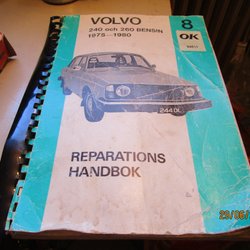 VOLVO
240 och 260 BENSIN
1975-1980
8
OK
244DL
REPARATIONS
HANDBOK